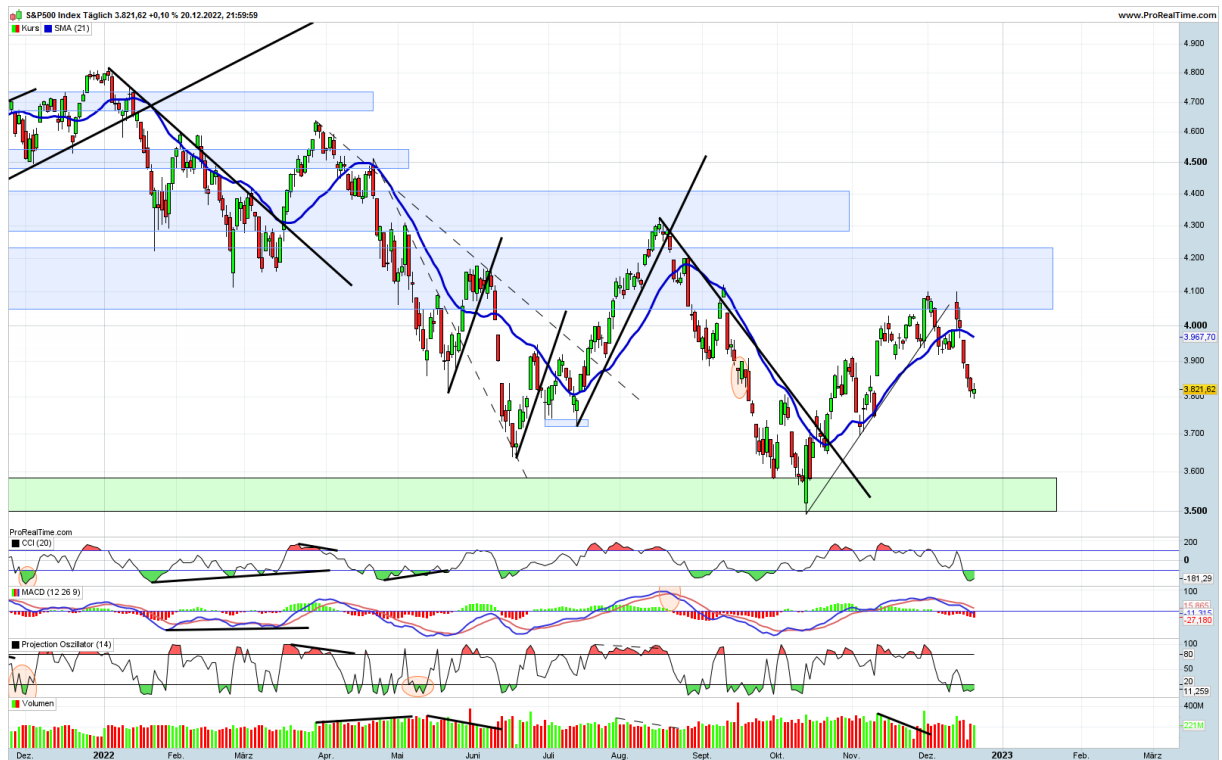 S&P500 Index Täglich 3.821,62 +0,10 % 20.12.2022, 21:59:59
www.ProRealTime.com
Kurs SMA (21)
4.900
4.800
4.700
4.600
4.500
4.400
4.300
4.200
4.100
4.000
3.967,70
3.900
3.821,62
3.800
3.700
3.600
3.500
ProRealTime.com
CCI (20)
200
0
-181,29
MACD (12 26 9)
100
15,865
-11,315
-27,180
Projection Oszillator (14)
100
80
50
20
11,259
Volumen
400M
221M
Dez. 2022 Feb. März Apr. Mai Juni Juli Aug. Sept. Okt. Nov. Dez. 2023 Feb. März